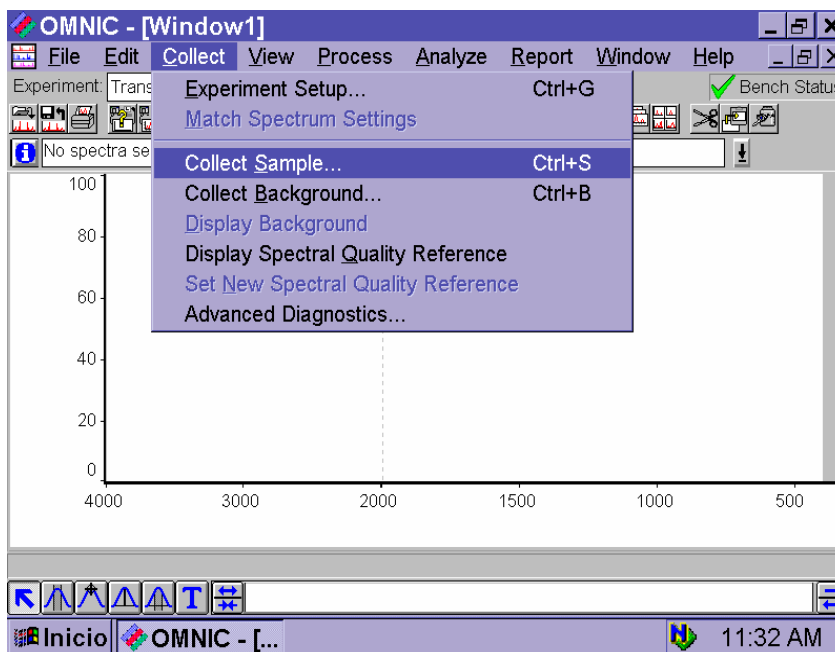 OMNIC - [Window1]
File Edit Collect View Process Analyze Report Window Help
Experiment: Trans
Bench Status
Experiment Setup... Ctrl+G
Match Spectrum Settings
No spectra se
Collect Sample... Ctrl+S
Collect Background... Ctrl+B
Display Background
Display Spectral Quality Reference
Set New Spectral Quality Reference
Advanced Diagnostics...
100
80
60
40
20
0
4000 3000 2000 1500 1000 500
T
Inicio OMNIC - [... 11:32 AM